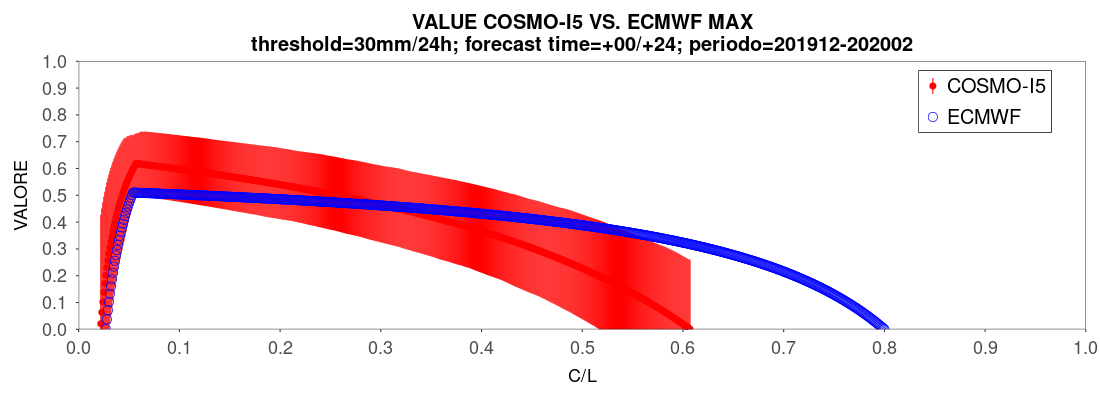 VALUE COSMO-I5 VS. ECMWF MAX
threshold=30mm/24h; forecast time=+00/+24; periodo=201912-202002
COSMO-I5
ECMWF
VALORE
1.0
0.9
0.8
0.7
0.6
0.5
0.4
0.3
0.2
0.1
0.0
0.0 0.1 0.2 0.3 0.4 0.5 0.6 0.7 0.8 0.9 1.0
C/L